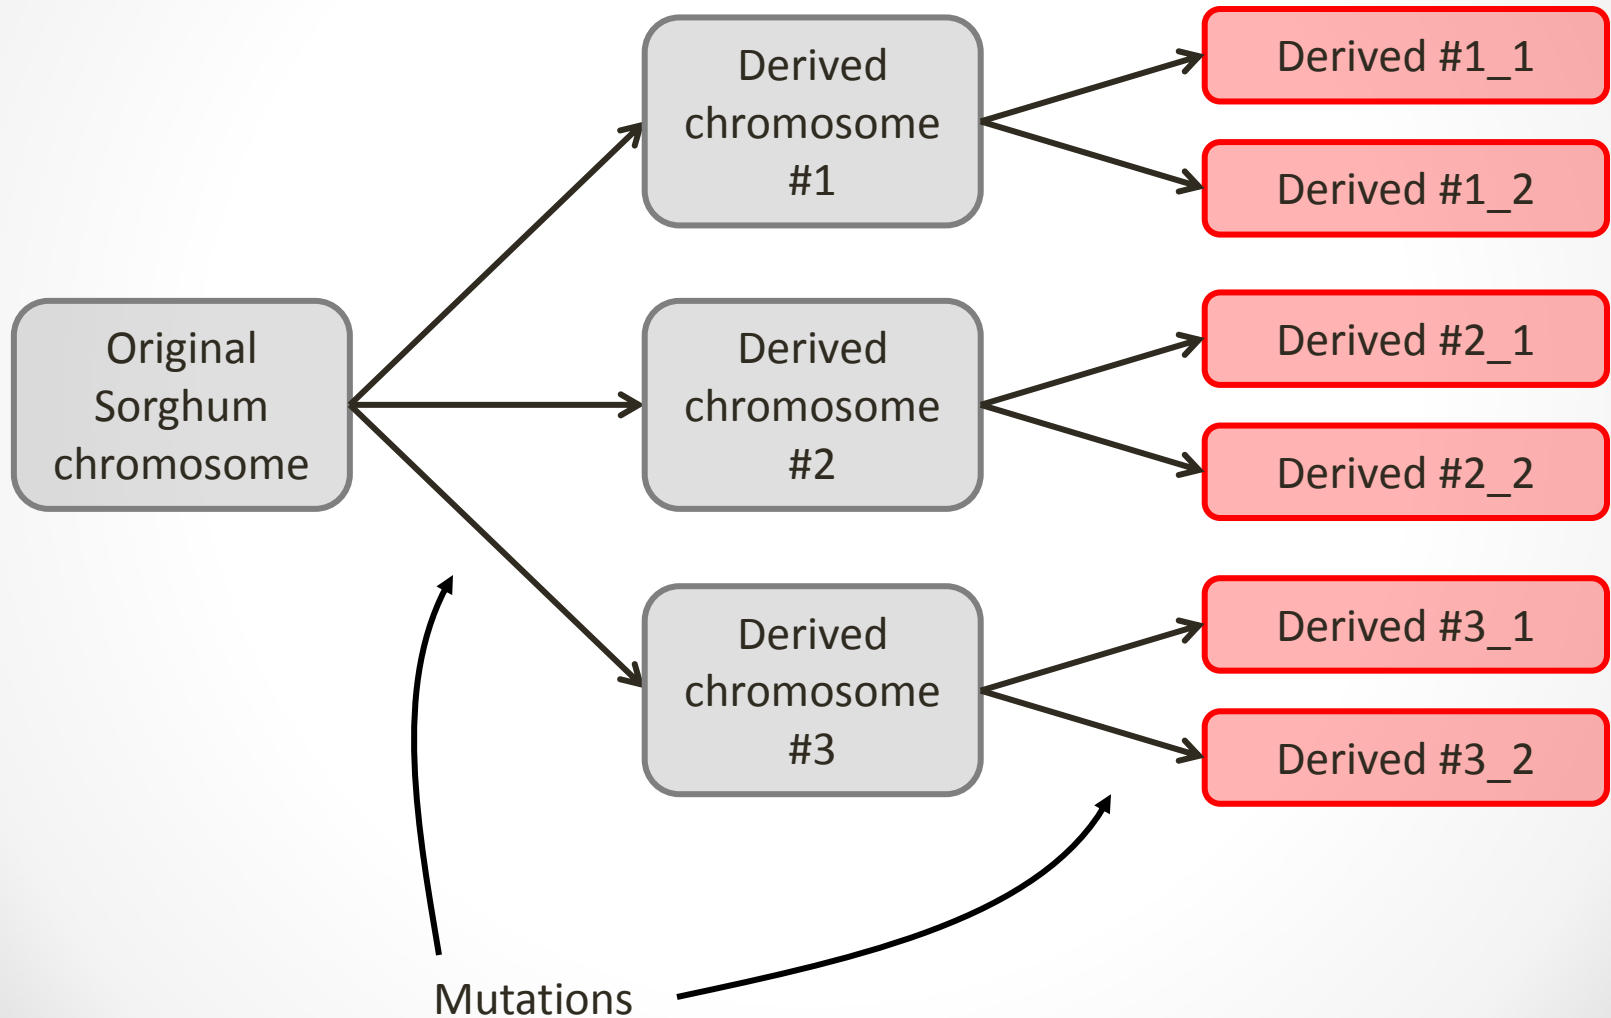 Original
Sorghum
chromosome
Derived
chromosome
#1
Derived
chromosome
#2
Derived
chromosome
#3
Derived #1_1
Derived #1_2
Derived #2_1
Derived #2_2
Derived #3_1
Derived #3_2
Mutations